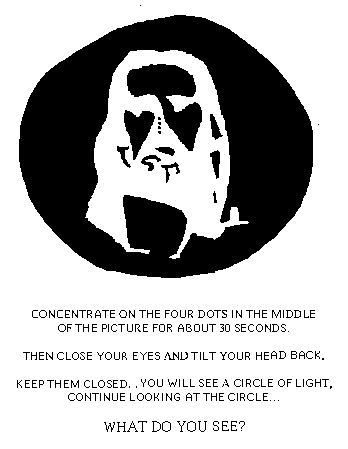 CONCENTRATE ON THE FOUR DOTS IN THE MIDDLE
OF THE PICTURE FOR ABOUT 30 SECONDS.
THEN CLOSE YOUR EYES AND TILT YOUR HEAD BACK.
KEEP THEM CLOSED. . YOU WILL SEE A CIRCLE OF LIGHT,
CONTINUE LOOKING AT THE CIRCLE...
WHAT DO YOU SEE?